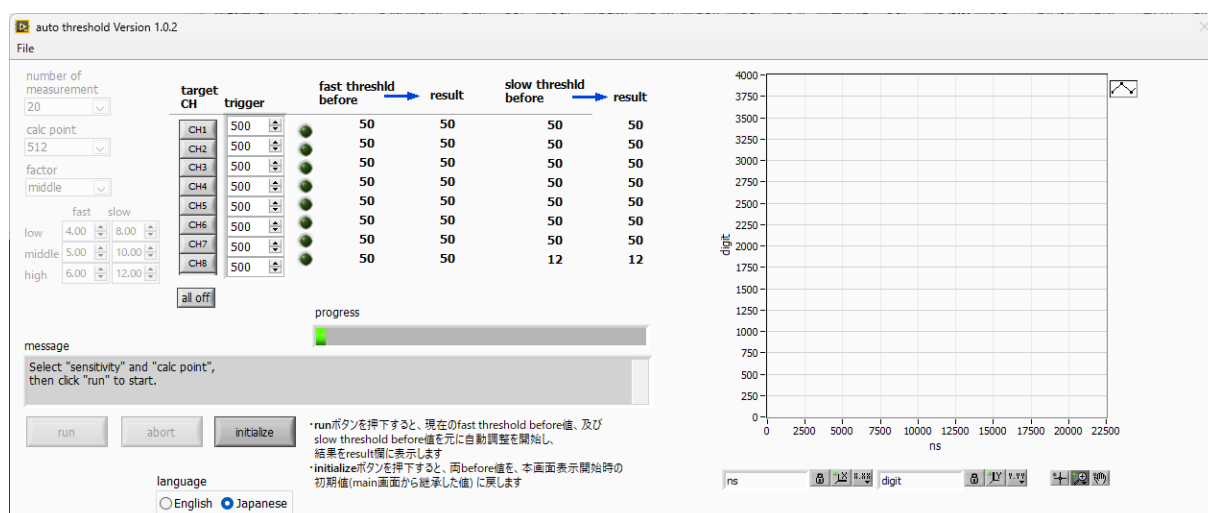 auto threshold Version 1.0.2
File
number of
measurement
20
calc point
512
factor
middle
fast slow
low 4.00 8.00
middle 5.00 10.00
high 6.00 12.00
target
CH trigger
fast threshld
before result
slow threshld
before result
CH1 500 50 50 50 50
CH2 500 50 50 50 50
CH3 500 50 50 50 50
CH4 500 50 50 50 50
CH5 500 50 50 50 50
CH6 500 50 50 50 50
CH7 500 50 50 50 50
CH8 500 50 50 12 12
all off
progress
message
Select "sensitivity" and "calc point",
then click "run" to start.
run abort initialize
・runボタンを押下すると、現在のfast threshold before値、及び
slow threshold before値を元に自動調整を開始し、
結果をresult欄に表示します
・initializeボタンを押下すると、両before値を、本画面表示開始時の
初期値(main画面から継承した値) に戻します
language
English Japanese
4000
3750
3500
3250
3000
2750
2500
2250
2000
1750
1500
1250
1000
750
500
250
0
digit
0 2500 5000 7500 10000 12500 15000 17500 20000 22500
ns
ns X X.XX digit Y Y.YY